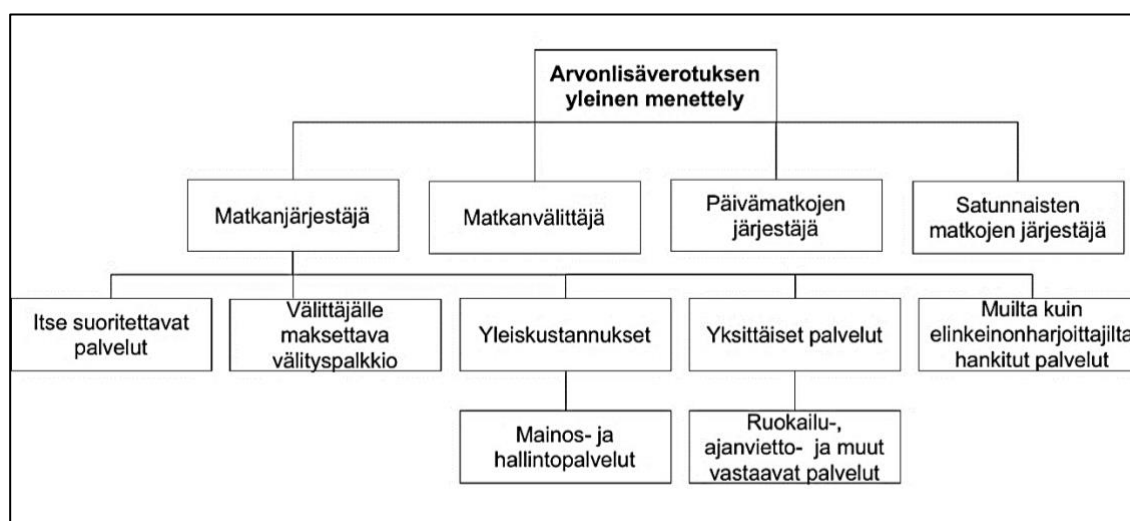 Arvonlisäverotuksen
yleinen menettely
Matkanjärjestäjä
Matkanvälittäjä
Päivämatkojen
järjestäjä
Satunnaisten
matkojen järjestäjä
Itse suoritettavat
palvelut
Välittäjälle
maksettava
välityspalkkio
Yleiskustannukset
Yksittäiset palvelut
Muilta kuin
elinkeinonharjoittajilta
hankitut palvelut
Mainos- ja
hallintopalvelut
Ruokailu-,
ajanvietto- ja muut
vastaavat palvelut